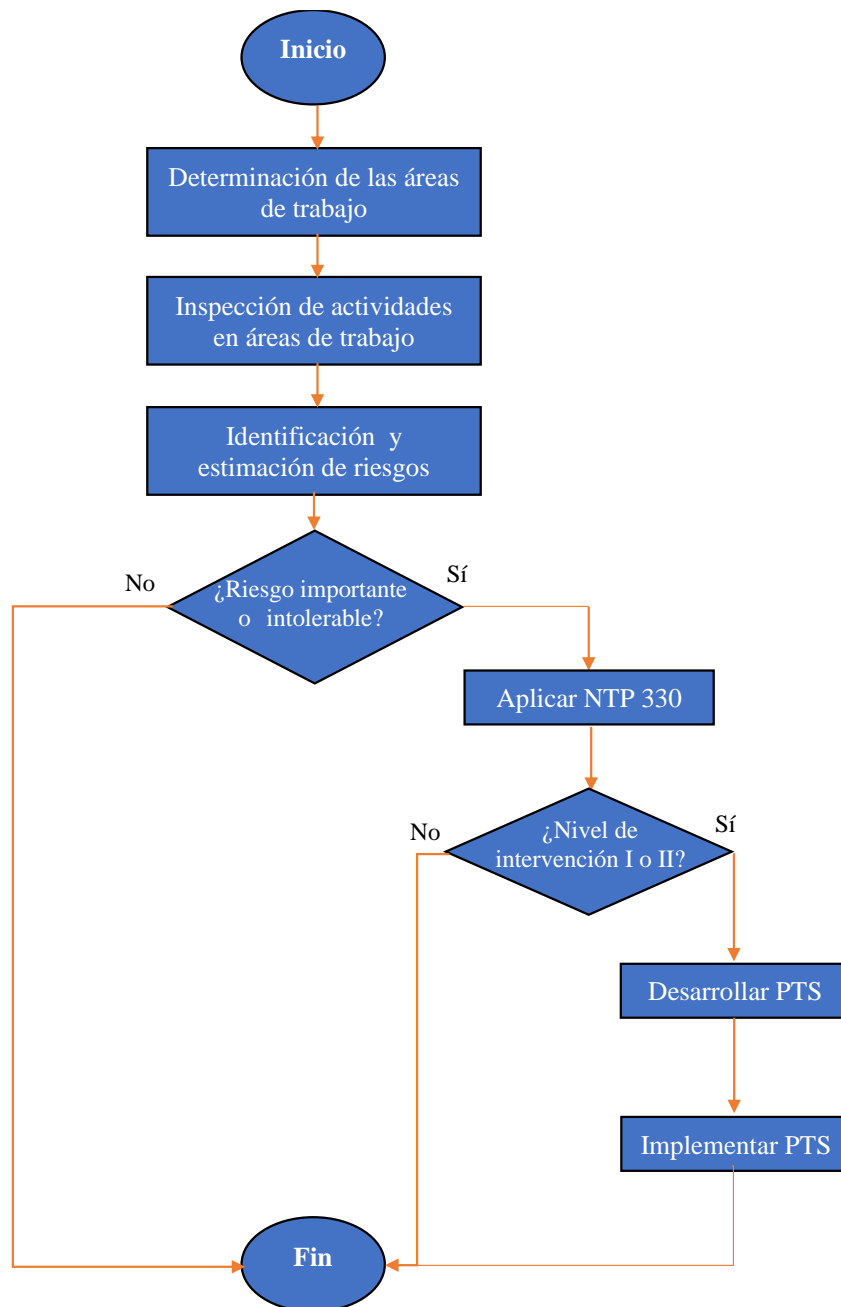 Inicio
Determinación de las áreas
de trabajo
Inspección de actividades
en áreas de trabajo
Identificación y
estimación de riesgos
No
Sí
¿Riesgo importante
o intolerable?
Aplicar NTP 330
No
Sí
¿Nivel de
intervención I o II?
Desarrollar PTS
Implementar PTS
Fin